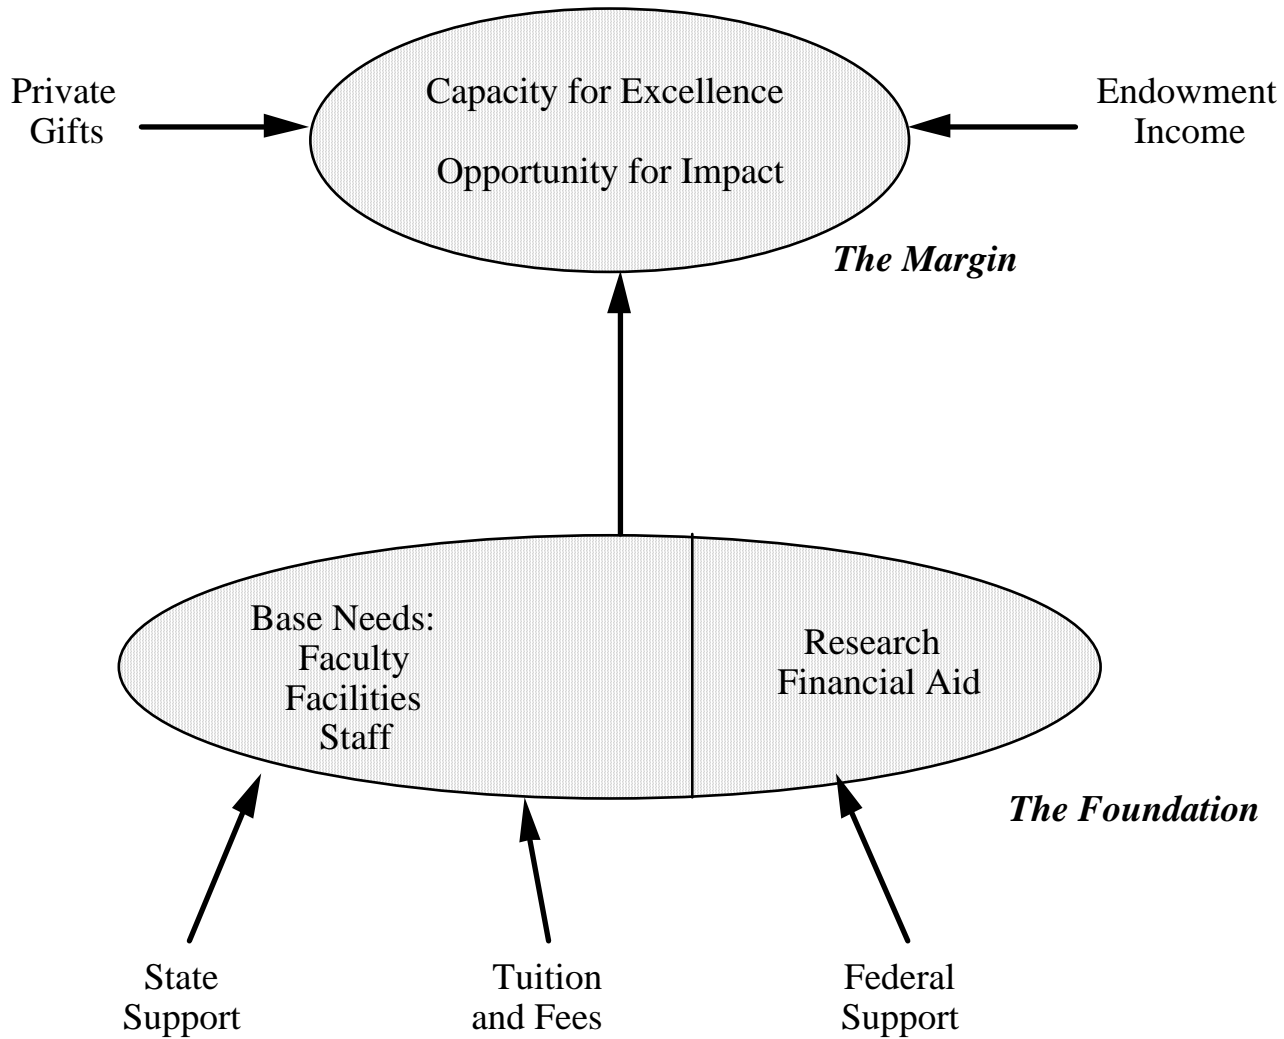 Private
Gifts
Capacity for Excellence
Opportunity for Impact
Endowment
Income
The Margin
Base Needs:
Faculty
Facilities
Staff
Research
Financial Aid
The Foundation
State
Support
Tuition
and Fees
Federal
Support